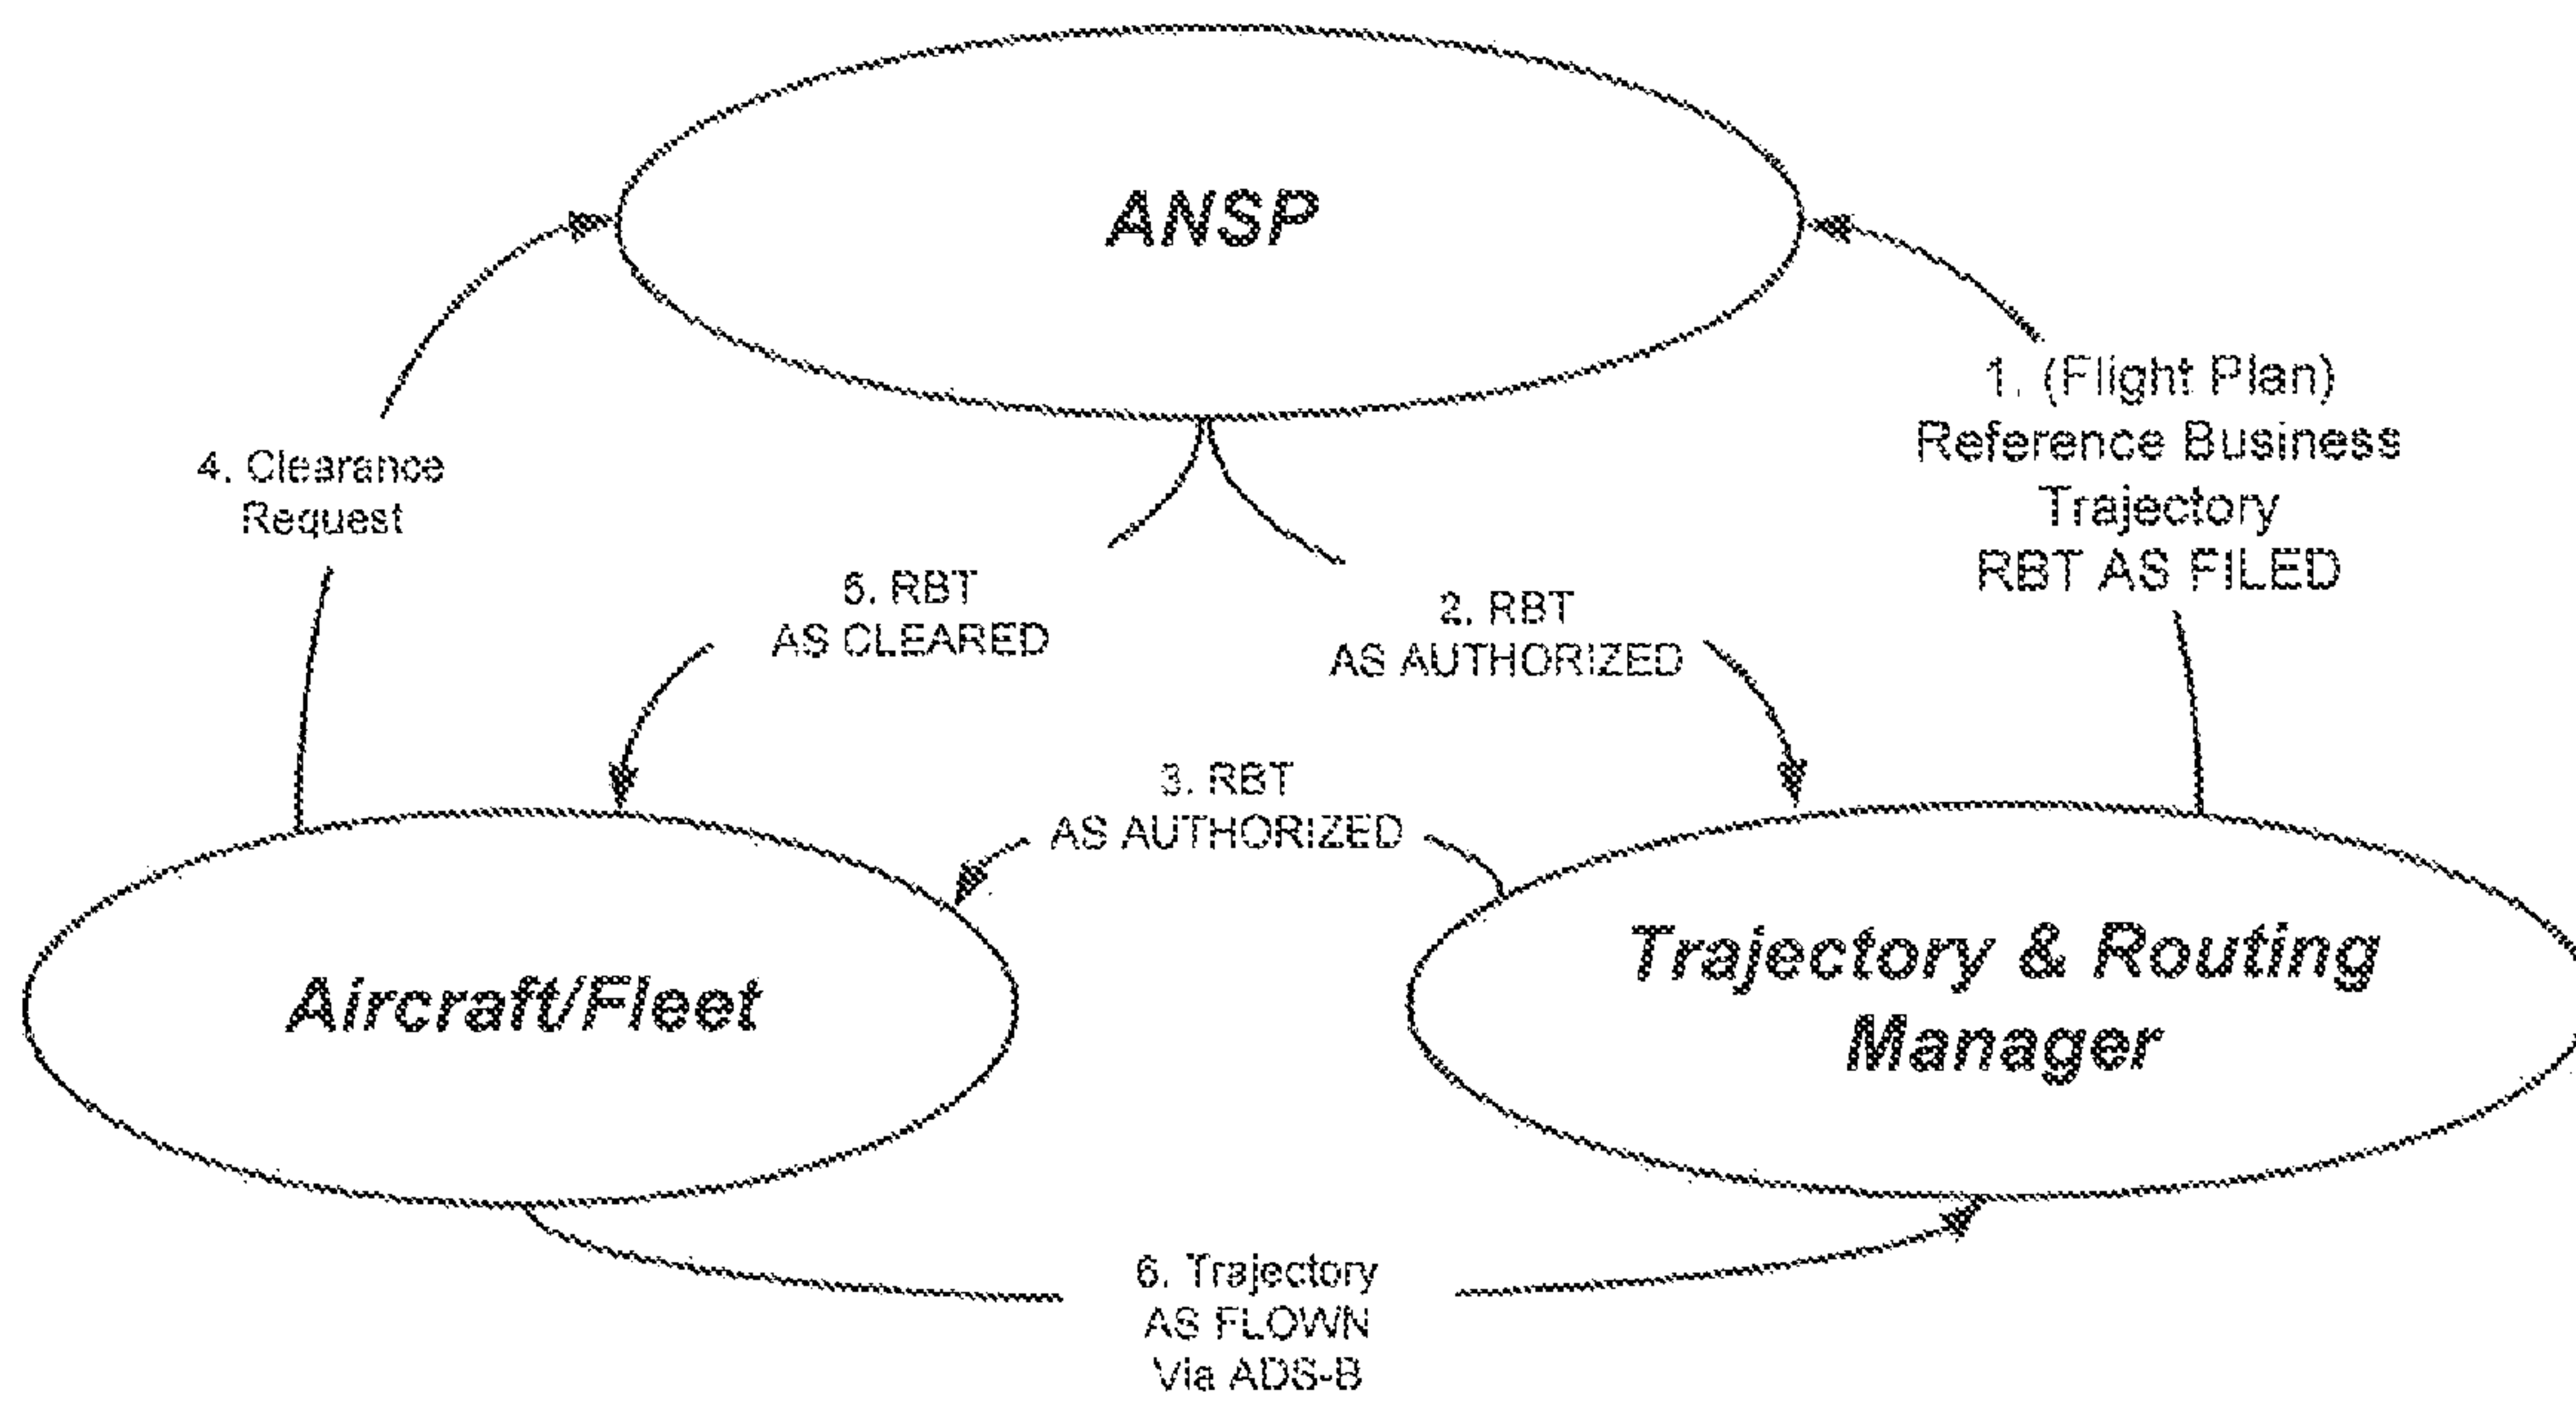 ANSP
1. (Flight Plan)
Reference Business
Trajectory
RBT AS FILED
4. Clearance
Request
5. RBT
AS CLEARED
2. RBT
AS AUTHORIZED
3. RBT
AS AUTHORIZED
Aircraft/Fleet
Trajectory & Routing
Manager
6. Trajectory
AS FLOWN
Via ADS-B